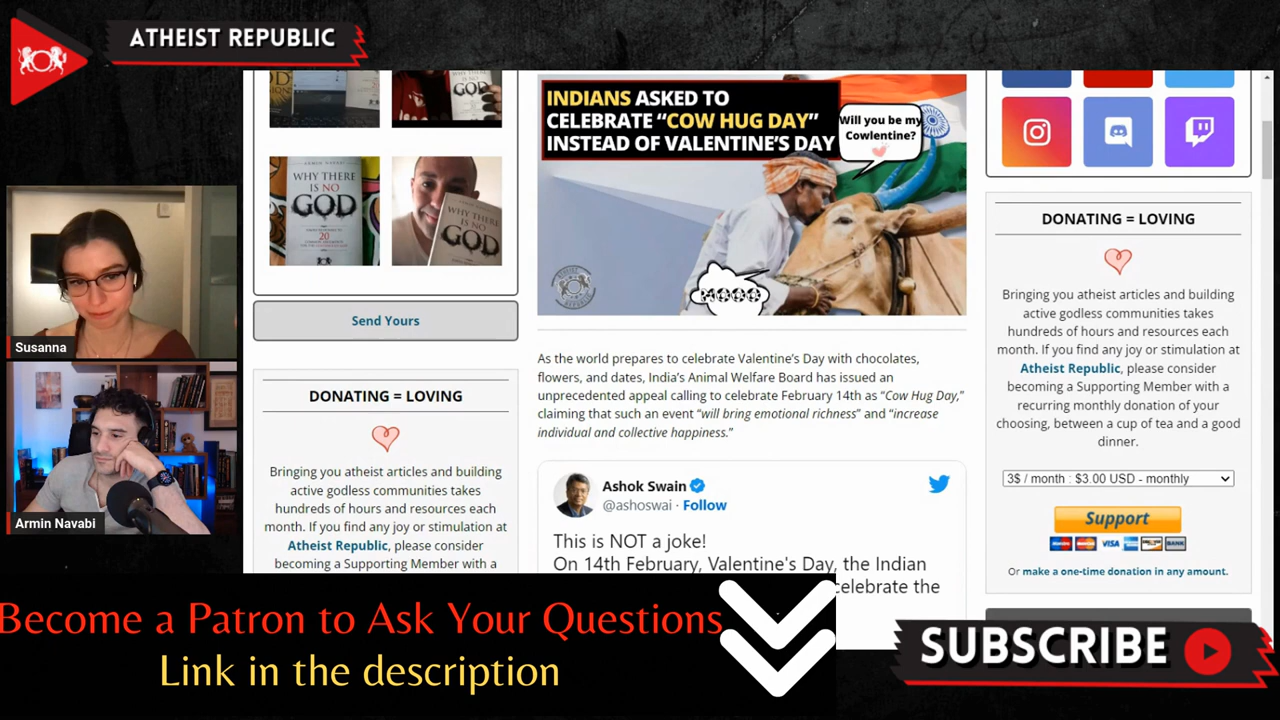 ATHEIST REPUBLIC
Susanna
Armin Navabi
WHY THERE
IS NO
GOD
20
WHY THERE
IS NO
GOD
Send Yours
DONATING = LOVING
Bringing you atheist articles and building
active godless communities takes
hundreds of hours and resources each
month. If you find any joy or stimulation at
Atheist Republic, please consider
becoming a Supporting Member with a
INDIANS ASKED TO
CELEBRATE “COW HUG DAY”
INSTEAD OF VALENTINE’S DAY
Will you be my
Cowlentine?
As the world prepares to celebrate Valentine’s Day with chocolates,
flowers, and dates, India’s Animal Welfare Board has issued an
unprecedented appeal calling to celebrate February 14th as “Cow Hug Day,”
claiming that such an event “will bring emotional richness” and “increase
individual and collective happiness.”
Ashok Swain
@ashoswai · Follow
This is NOT a joke!
On 14th February, Valentine's Day, the Indian
celebrate the
DONATING = LOVING
Bringing you atheist articles and building
active godless communities takes
hundreds of hours and resources each
month. If you find any joy or stimulation at
Atheist Republic, please consider
becoming a Supporting Member with a
recurring monthly donation of your
choosing, between a cup of tea and a good
dinner.
3$ / month : $3.00 USD - monthly
Support
VISA
BANK
Or make a one-time donation in any amount.
Become a Patron to Ask Your Questions
Link in the description
SUBSCRIBE